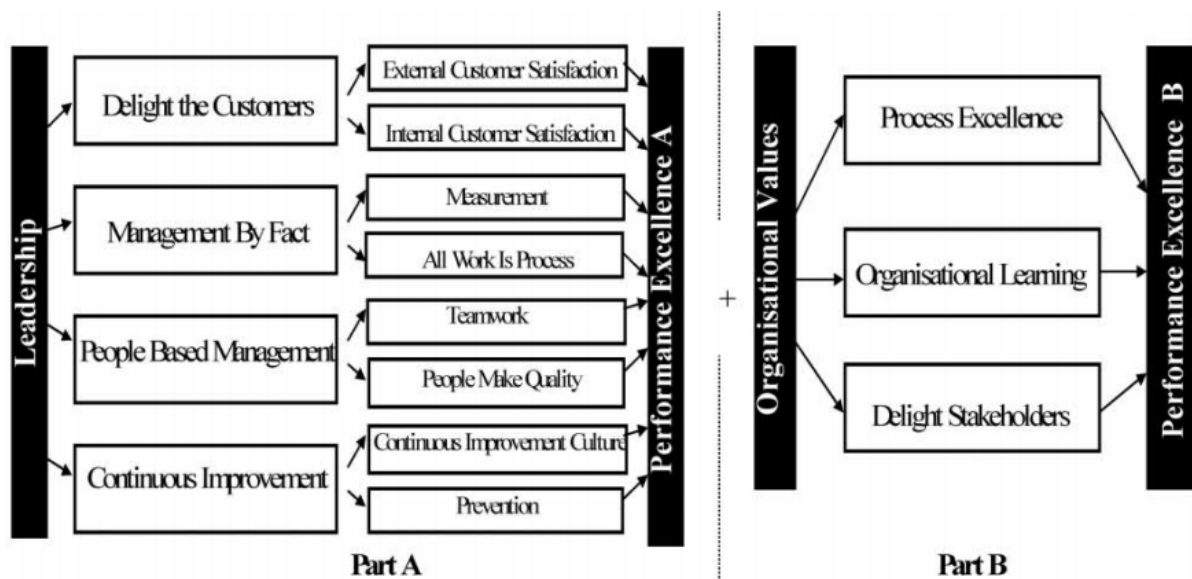 Leadership
Delight the Customers
Management By Fact
People Based Management
Continuous Improvement
External Customer Satisfaction
Internal Customer Satisfaction
Measurement
All Work Is Process
Teamwork
People Make Quality
Continuous Improvement Culture
Prevention
Performance Excellence A
Part A
+
Organisational Values
Process Excellence
Organisational Learning
Delight Stakeholders
Performance Excellence B
Part B